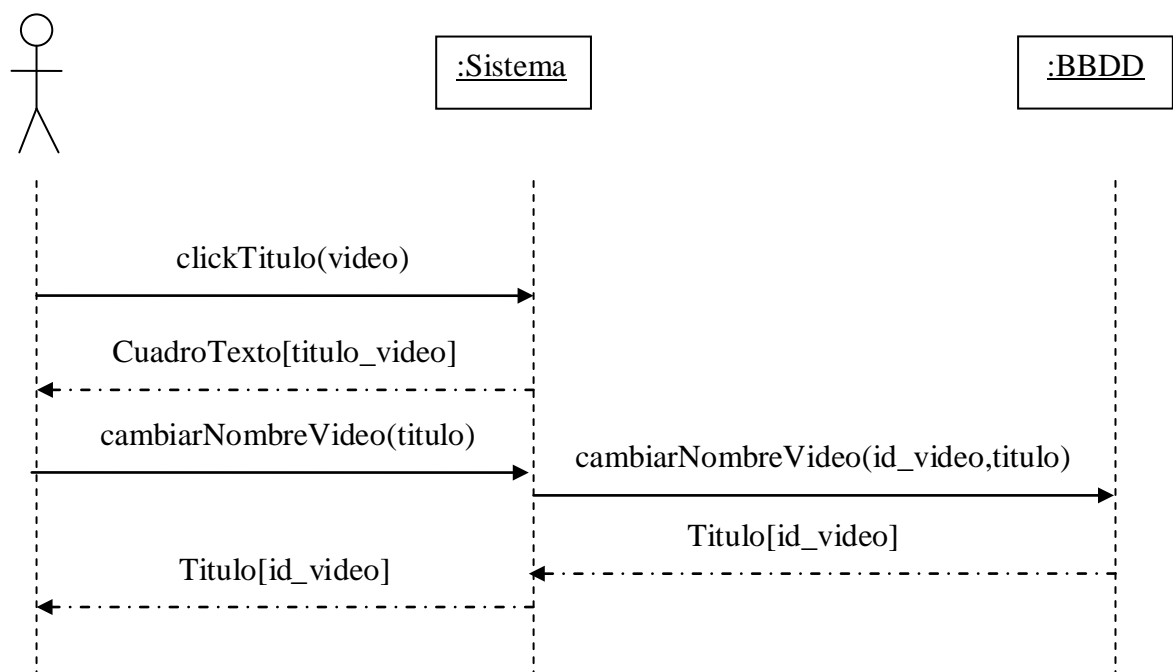 :Sistema
:BBDD
clickTitulo(video)
CuadroTexto[titulo_video]
cambiarNombreVideo(titulo)
cambiarNombreVideo(id_video,titulo)
Titulo[id_video]
Titulo[id_video]